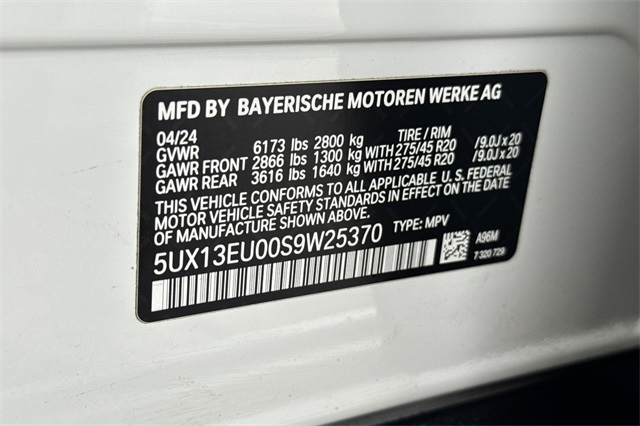 MFD BY BAYERISCHE MOTOREN WERKE AG
04/24 TIRE / RIM
GVWR 6173 lbs 2800 kg
GAWR FRONT 2866 lbs 1300 kg WITH 275/45 R20 /9.0J x 20
GAWR REAR 3616 lbs 1640 kg WITH 275/45 R20 /9.0J x 20
THIS VEHICLE CONFORMS TO ALL APPLICABLE U.S. FEDERAL
MOTOR VEHICLE SAFETY STANDARDS IN EFFECT ON THE DATE
OF MANUFACTURE SHOWN ABOVE.
5UX13EU00S9W25370 TYPE: MPV
A96M
7 320 729